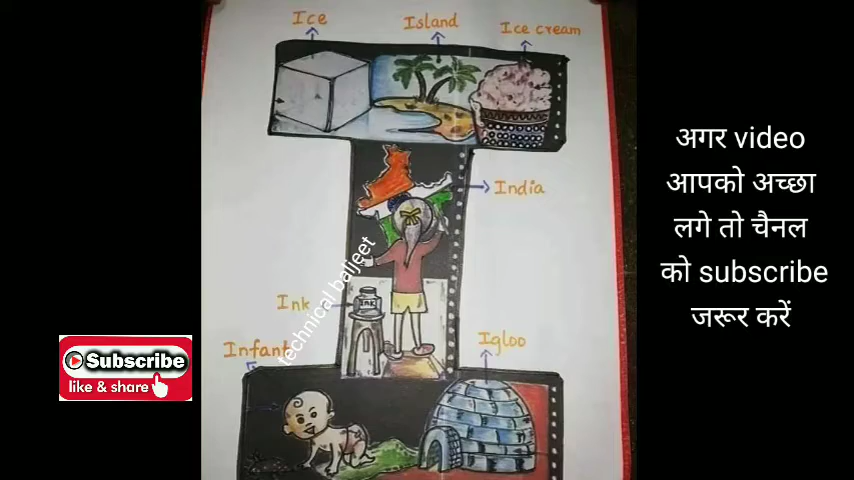 Ice
Island
Ice cream
India
Ink
INK
Infant
Igloo
technical baljeet
Subscribe
like & share
अगर video
आपको अच्छा
लगे तो चैनल
को subscribe
जरूर करें